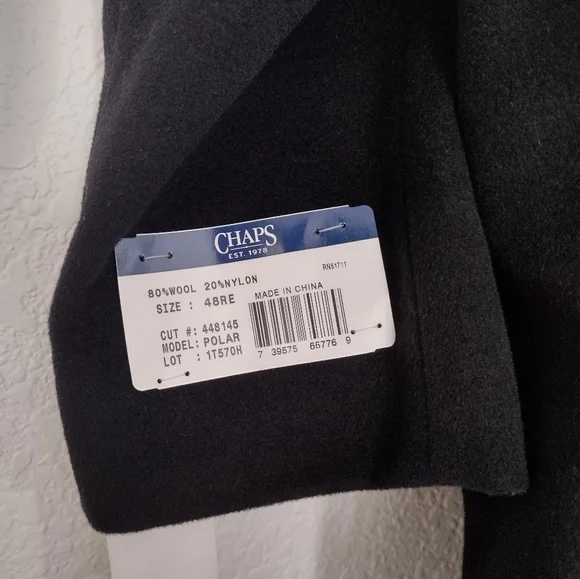 CHAPS
EST. 1978
RN51711
80%WOOL 20%NYLON
SIZE : 48RE
MADE IN CHINA
CUT #: 448145
MODEL: POLAR
LOT : 1T570H
7 39575 65776 9